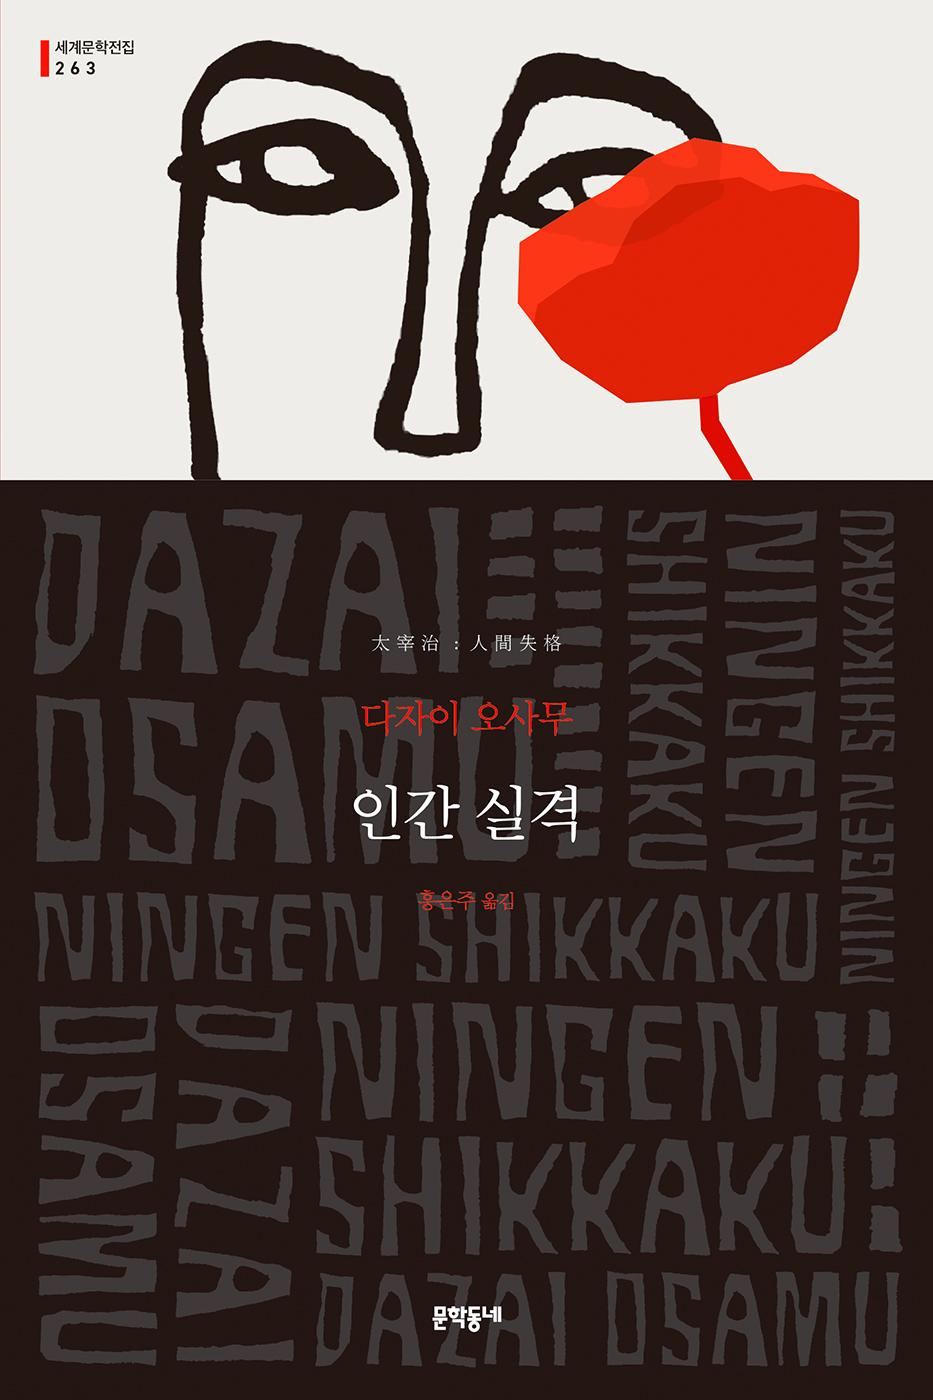 세계문학전집
263
DAZAI
OSAMU
SHIKKAKU
NINGEN
NINGEN SHIKKAKU
太宰治 : 人間失格
다자이 오사무
인간 실격
홍은주 옮김
NINGEN SHIKKAKU
OSAMU
DAZAI
NINGEN
SHIKKAKU
DAZAI OSAMU
문학동네